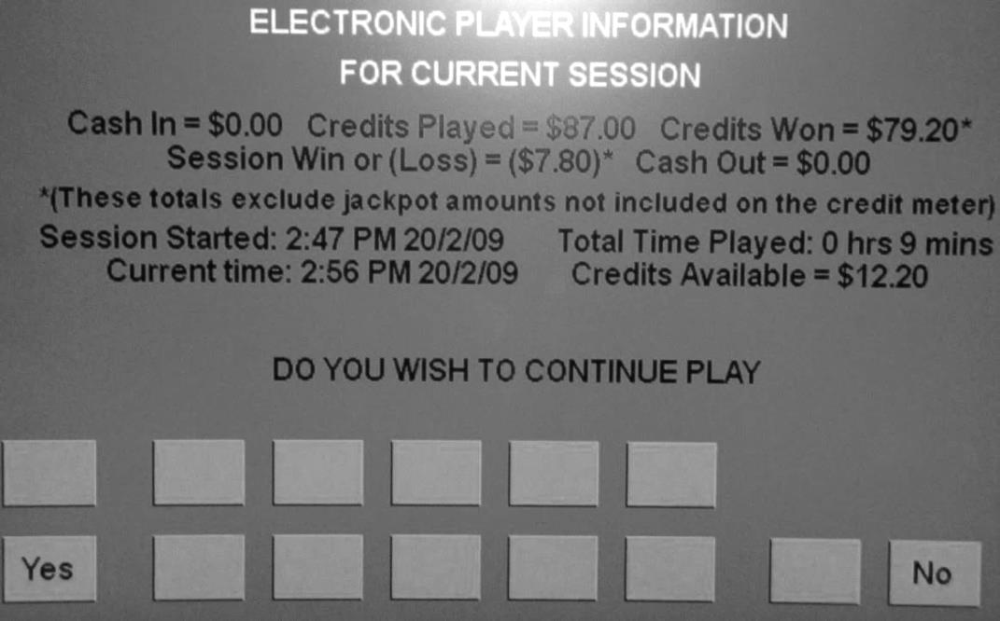 ELECTRONIC PLAYER INFORMATION
FOR CURRENT SESSION
Cash In = $0.00 Credits Played = $87.00 Credits Won = $79.20*
Session Win or (Loss) = ($7.80)* Cash Out = $0.00
*(These totals exclude jackpot amounts not included on the credit meter)
Session Started: 2:47 PM 20/2/09 Total Time Played: 0 hrs 9 mins
Current time: 2:56 PM 20/2/09 Credits Available = $12.20
DO YOU WISH TO CONTINUE PLAY
Yes No